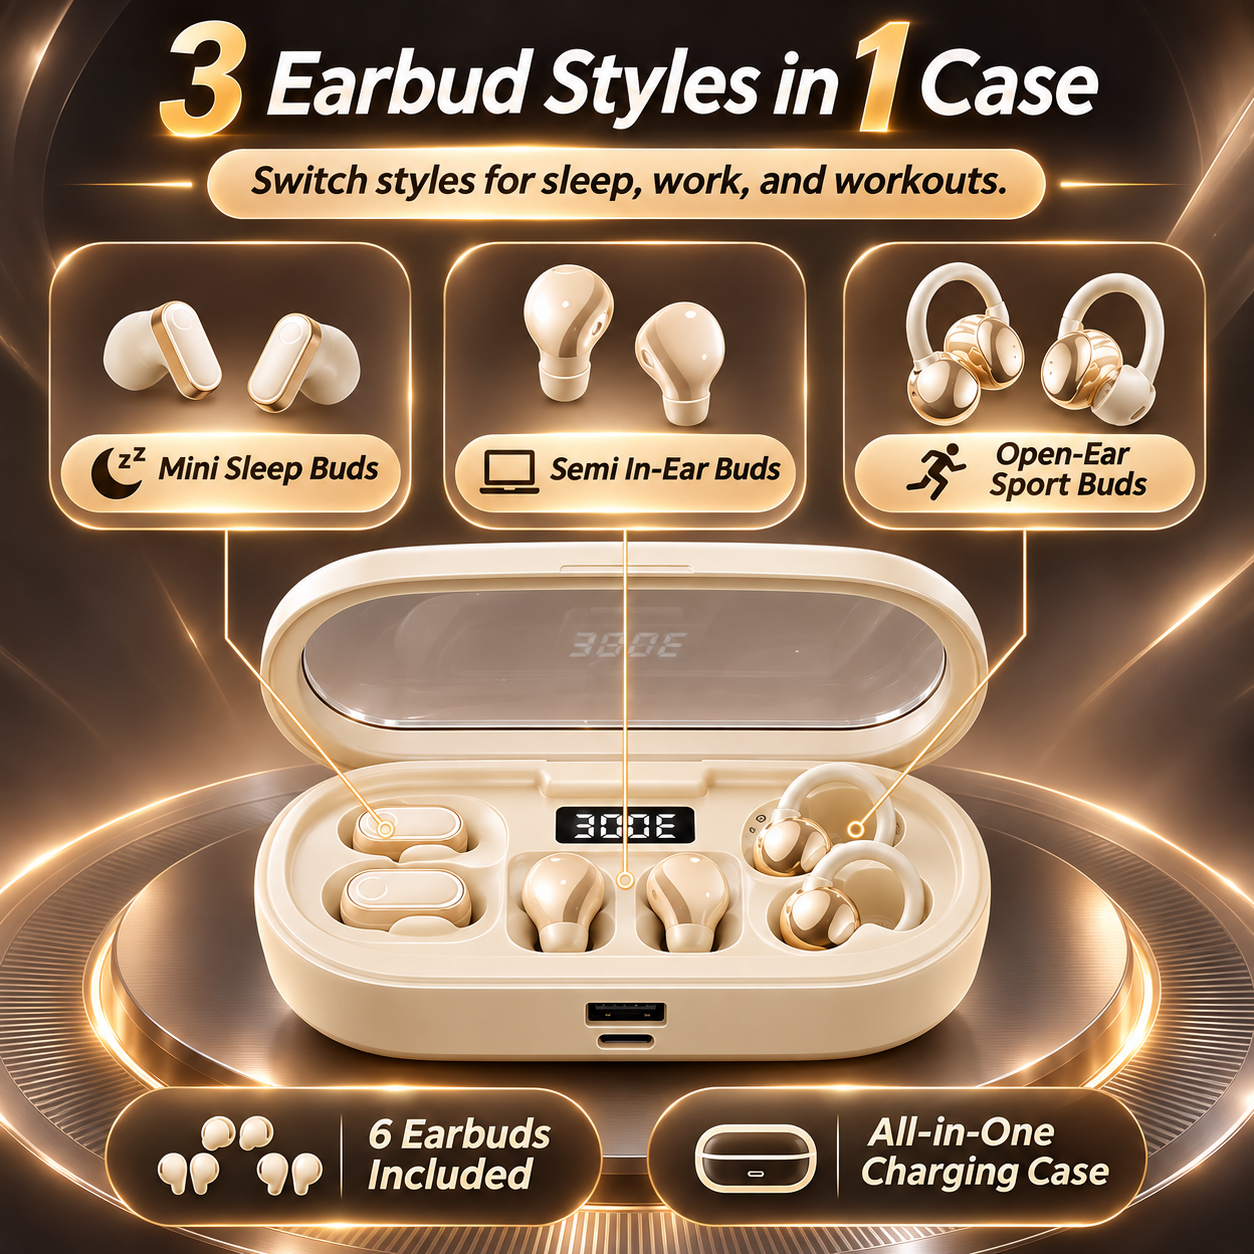 3 Earbud Styles in 1 Case
Switch styles for sleep, work, and workouts.
zz Mini Sleep Buds
Semi In-Ear Buds
Open-Ear
Sport Buds
300E
300E
6 Earbuds
Included
All-in-One
Charging Case